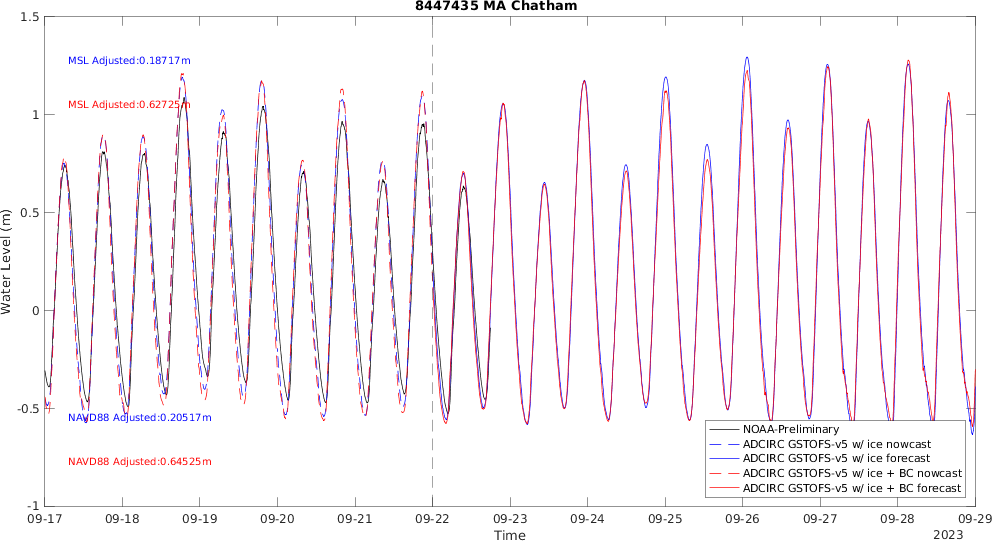 8447435 MA Chatham
1.5
1
0.5
0
-0.5
-1
Water Level (m)
MSL Adjusted:0.18717m
MSL Adjusted:0.62725m
NAVD88 Adjusted:0.20517m
NAVD88 Adjusted:0.64525m
NOAA-Preliminary
ADCIRC GSTOFS-v5 w/ ice nowcast
ADCIRC GSTOFS-v5 w/ ice forecast
ADCIRC GSTOFS-v5 w/ ice + BC nowcast
ADCIRC GSTOFS-v5 w/ ice + BC forecast
09-17 09-18 09-19 09-20 09-21 09-22 09-23 09-24 09-25 09-26 09-27 09-28 09-29
Time
2023